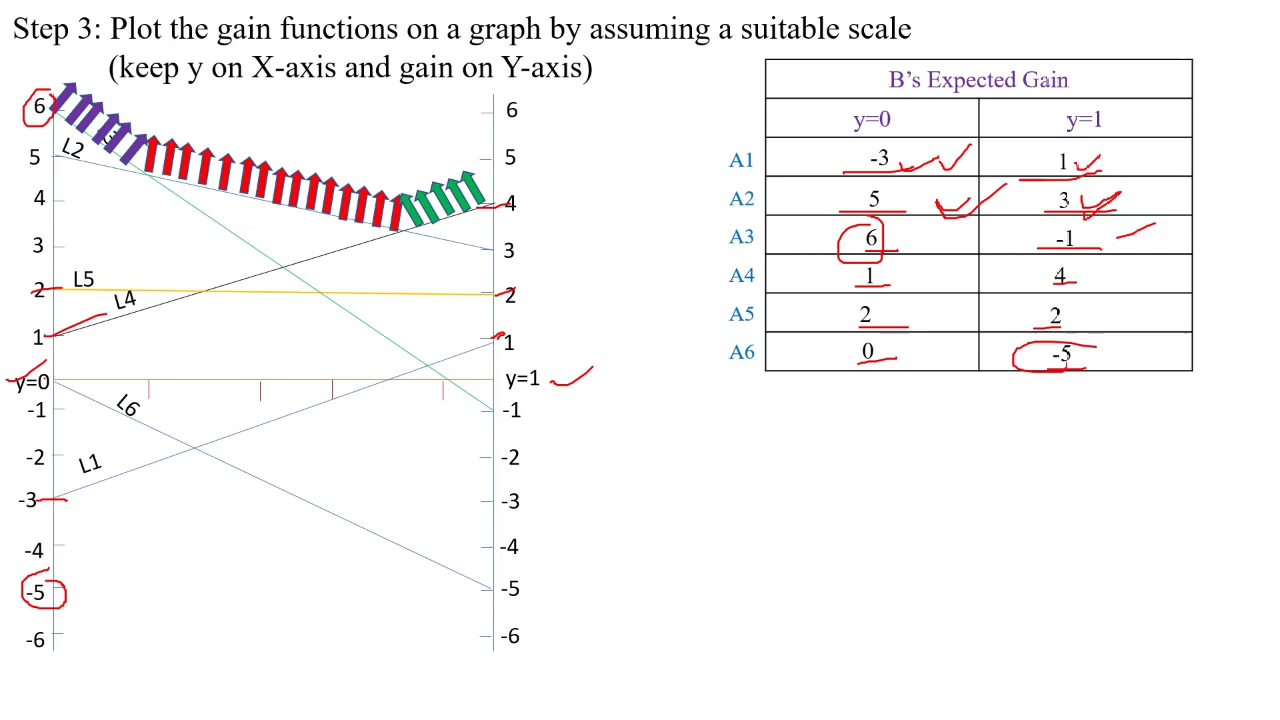 Step 3: Plot the gain functions on a graph by assuming a suitable scale
(keep y on X-axis and gain on Y-axis)
B's Expected Gain
y=0 y=1
A1 -3 1
A2 5 3
A3 6 -1
A4 1 4
A5 2 2
A6 0 -5
6 6
5 L2 5
4 4
3 3
L5
2 L4 2
1 1
y=0 y=1
-1 L6 -1
-2 L1 -2
-3 -3
-4 -4
-5 -5
-6 -6